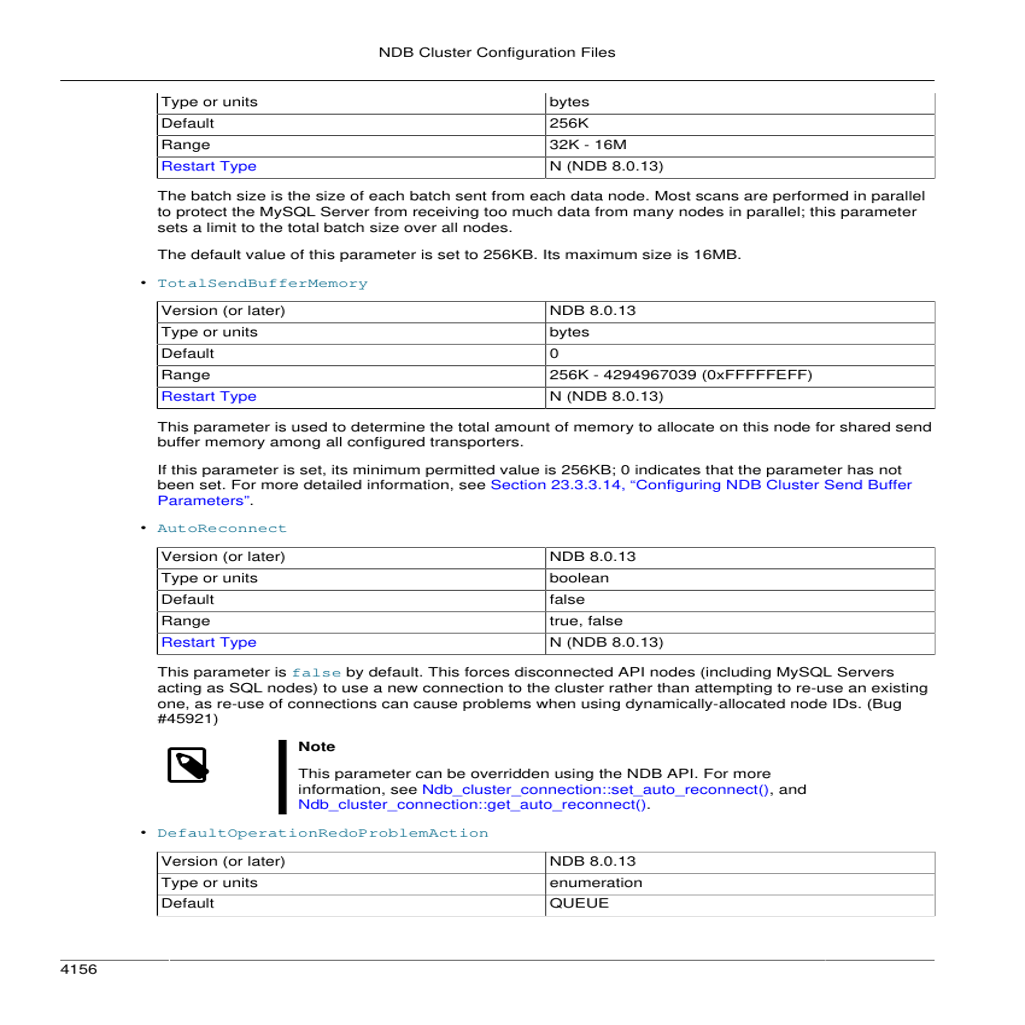 NDB Cluster Configuration Files
Type or units bytes
Default 256K
Range 32K - 16M
Restart Type N (NDB 8.0.13)
The batch size is the size of each batch sent from each data node. Most scans are performed in parallel
to protect the MySQL Server from receiving too much data from many nodes in parallel; this parameter
sets a limit to the total batch size over all nodes.
The default value of this parameter is set to 256KB. Its maximum size is 16MB.
• TotalSendBufferMemory
Version (or later) NDB 8.0.13
Type or units bytes
Default 0
Range 256K - 4294967039 (0xFFFFFEFF)
Restart Type N (NDB 8.0.13)
This parameter is used to determine the total amount of memory to allocate on this node for shared send
buffer memory among all configured transporters.
If this parameter is set, its minimum permitted value is 256KB; 0 indicates that the parameter has not
been set. For more detailed information, see Section 23.3.3.14, “Configuring NDB Cluster Send Buffer
Parameters”.
• AutoReconnect
Version (or later) NDB 8.0.13
Type or units boolean
Default false
Range true, false
Restart Type N (NDB 8.0.13)
This parameter is false by default. This forces disconnected API nodes (including MySQL Servers
acting as SQL nodes) to use a new connection to the cluster rather than attempting to re-use an existing
one, as re-use of connections can cause problems when using dynamically-allocated node IDs. (Bug
#45921)
Note
This parameter can be overridden using the NDB API. For more
information, see Ndb_cluster_connection::set_auto_reconnect(), and
Ndb_cluster_connection::get_auto_reconnect().
• DefaultOperationRedoProblemAction
Version (or later) NDB 8.0.13
Type or units enumeration
Default QUEUE
4156